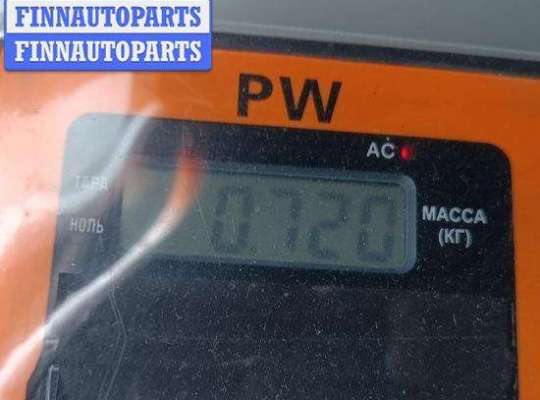 FINNAUTOPARTS
FINNAUTOPARTS
PW
AC
ТАРА
0.720
МАССА
(КГ)
НОЛЬ